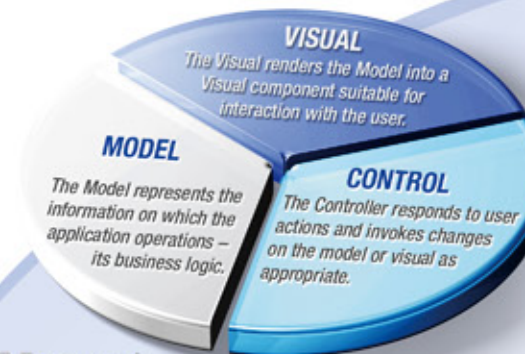 VISUAL
The Visual renders the Model into a
Visual component suitable for
interaction with the user.
MODEL
The Model represents the
information on which the
application operations –
its business logic.
CONTROL
The Controller responds to user
actions and invokes changes
on the model or visual as
appropriate.